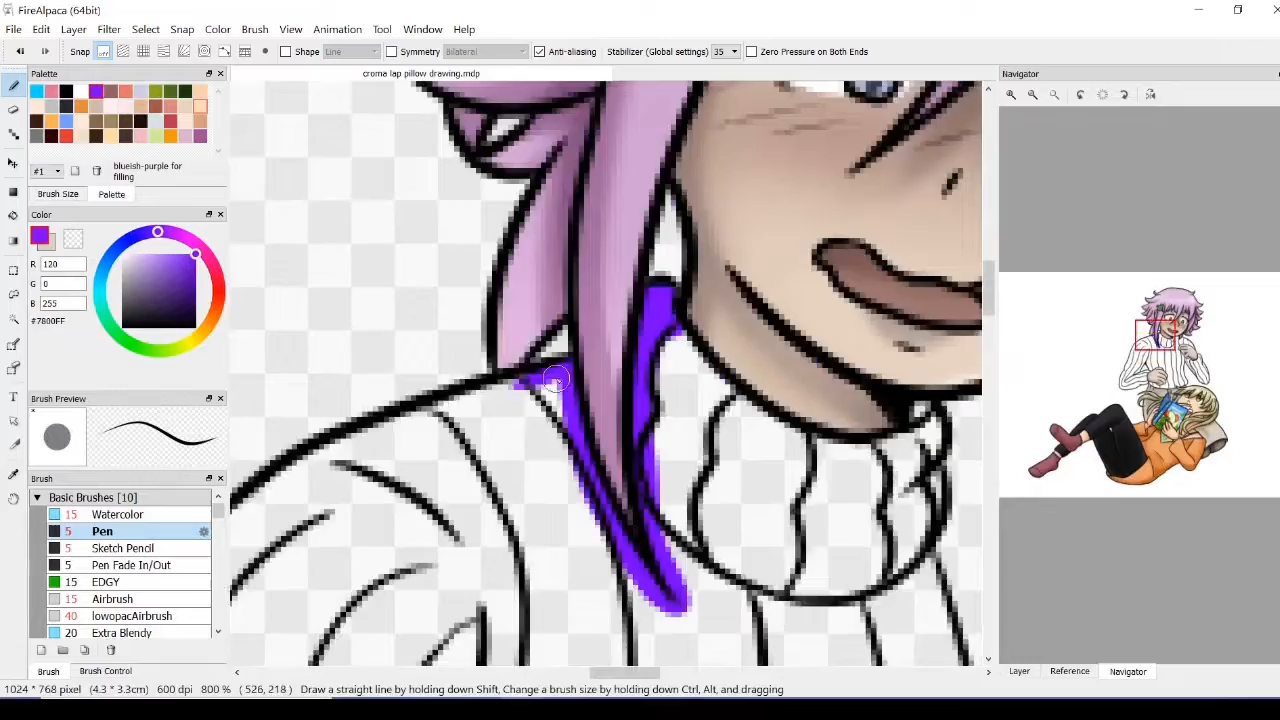 FireAlpaca (64bit)
File Edit View Layer Filter Select Snap Color Brush Animation Tool Window Help
Snap off Shape Line Symmetry Bilateral Anti-aliasing Stabilizer (Global settings) 35 Zero Pressure on Both Ends
Palette
croma lap pillow drawing.mdp
Navigator
#1
blueish-purple for filling
Brush Size Palette
Color
R 120
G 0
B 255
#7800FF
Brush Preview
Brush
Basic Brushes [10]
15 Watercolor
5 Pen
5 Sketch Pencil
5 Pen Fade In/Out
15 EDGY
15 Airbrush
40 lowopacAirbrush
20 Extra Blendy
Brush Brush Control
Layer Reference Navigator
1024 * 768 pixel (4.3 * 3.3cm) 600 dpi 800 % ( 526, 218 ) Draw a straight line by holding down Shift, Change a brush size by holding down Ctrl, Alt, and dragging